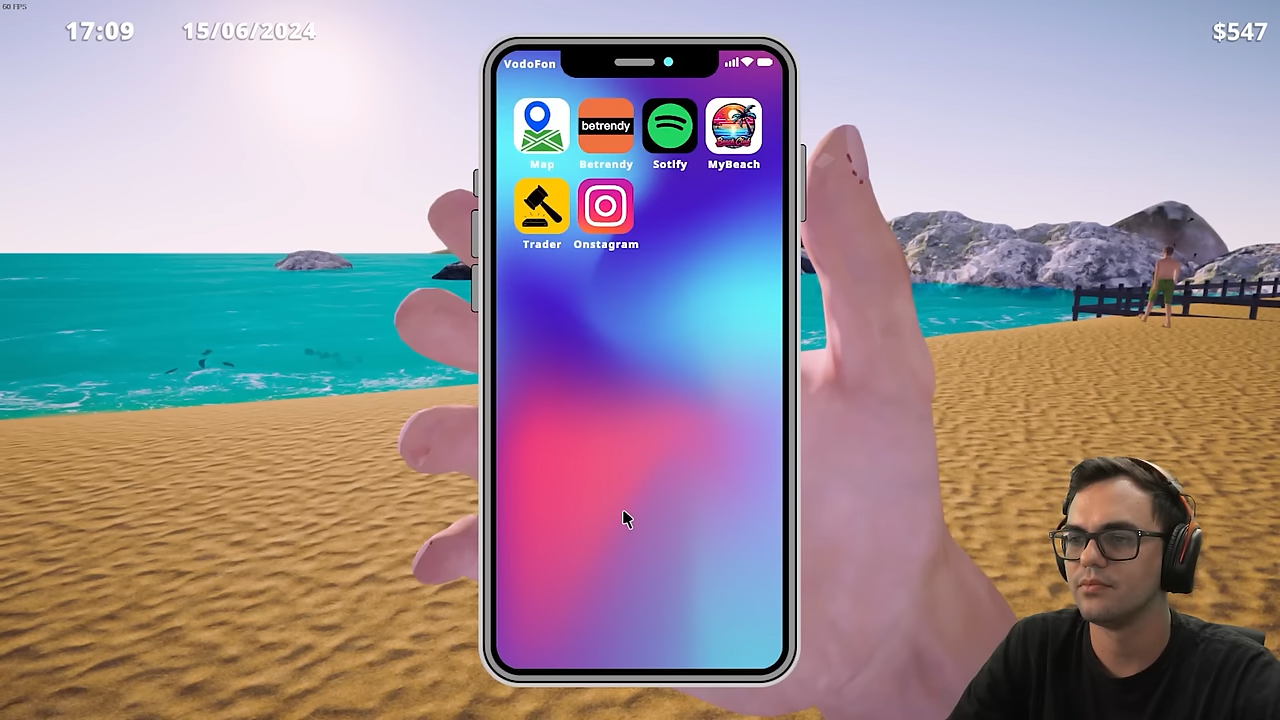 60 FPS
17:09 15/06/2024 $547
VodoFon
betrendy
Map Betrendy Sotify MyBeach
Trader Onstagram